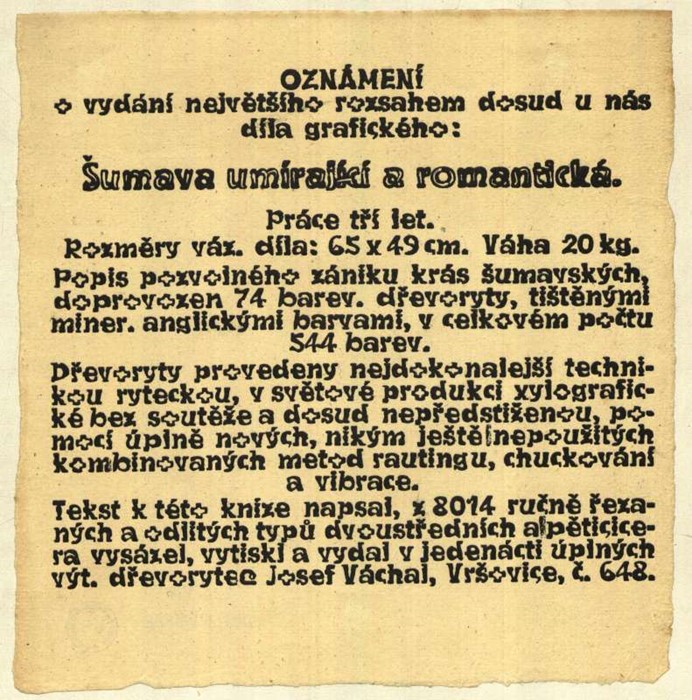 OZNÁMENÍ
o vydání největšího rozsahem dosud u nás
díla grafického:
Šumava umírající a romantická.
Práce tří let.
Rozměry váz. díla: 65 x 49 cm. Váha 20 kg.
Popis pozvolného zániku krás šumavských,
doprovozen 74 barev. dřevoryty, tištěnými
miner. anglickými barvami, v celkovém počtu
544 barev.
Dřevoryty provedeny nejdokonalejší techni-
kou ryteckou, v světové produkci xylografic-
ké bez soutěže a dosud nepředstiženou, po-
mocí úplně nových, nikým ještě nepoužitých
kombinovaných metod rautingu, chuckování
a vibrace.
Tekst k této knize napsal, z 8014 ručně řeza-
ných a odlitých typů dvoustředních a pěticice-
ra vysázel, vytiskl a vydal v jedenácti úplných
výt. dřevorytec Josef Váchal, Vršovice, č. 648.